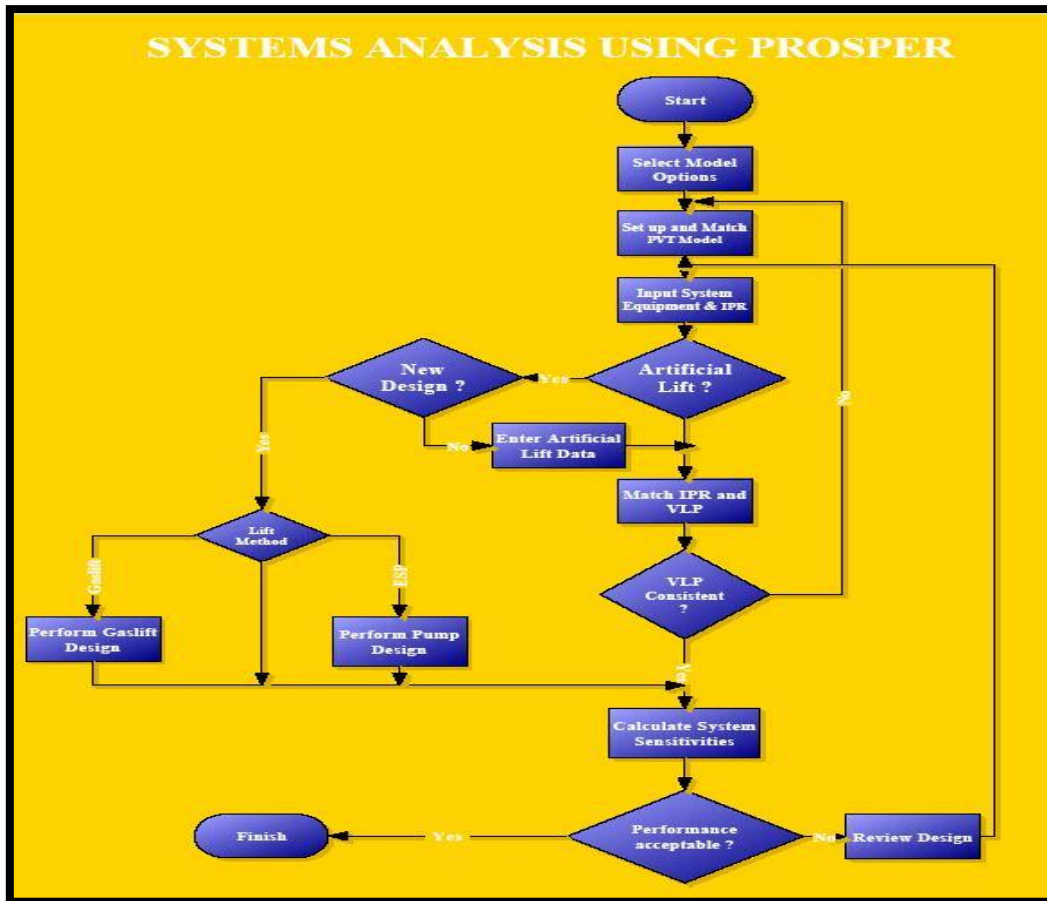 SYSTEMS ANALYSIS USING PROSPER
Start
Select Model
Options
Set up and Match
PVT Model
Input System
Equipment & IPR
Artificial
Lift ?
Yes
New
Design ?
No
Enter Artificial
Lift Data
Yes
No
Match IPR and
VLP
Lift
Method
Gaslift
ESP
VLP
Consistent
?
Perform Gaslift
Design
Perform Pump
Design
Yes
Calculate System
Sensitivities
Performance
acceptable ?
Yes
Finish
No
Review Design